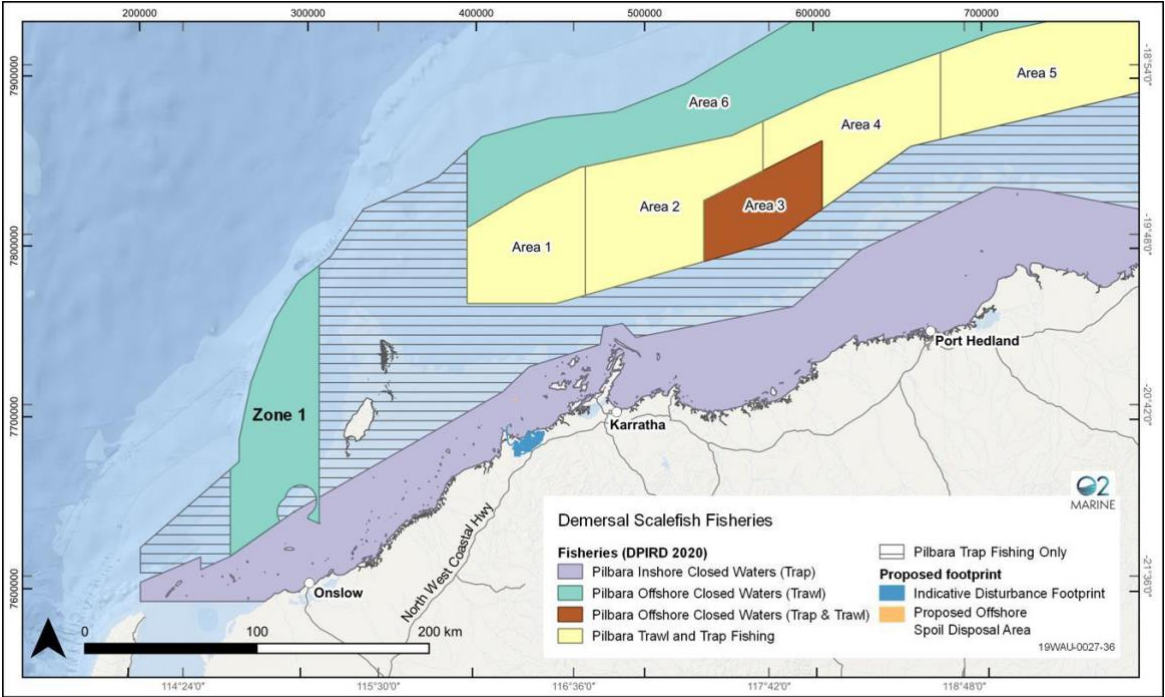 200000 300000 400000 500000 600000 700000
7900000
7800000
7700000
7600000
-18°54'0"
-19°48'0"
-20°42'0"
-21°36'0"
Area 5
Area 6
Area 4
Area 2
Area 3
Area 1
Zone 1
Port Hedland
Karratha
Onslow
North West Coastal Hwy
O2
MARINE
Demersal Scalefish Fisheries
Fisheries (DPIRD 2020)
Pilbara Inshore Closed Waters (Trap)
Pilbara Offshore Closed Waters (Trawl)
Pilbara Offshore Closed Waters (Trap & Trawl)
Pilbara Trawl and Trap Fishing
Pilbara Trap Fishing Only
Proposed footprint
Indicative Disturbance Footprint
Proposed Offshore
Spoil Disposal Area
19WAU-0027-36
0 100 200 km
114°24'0" 115°30'0" 116°36'0" 117°42'0" 118°48'0"